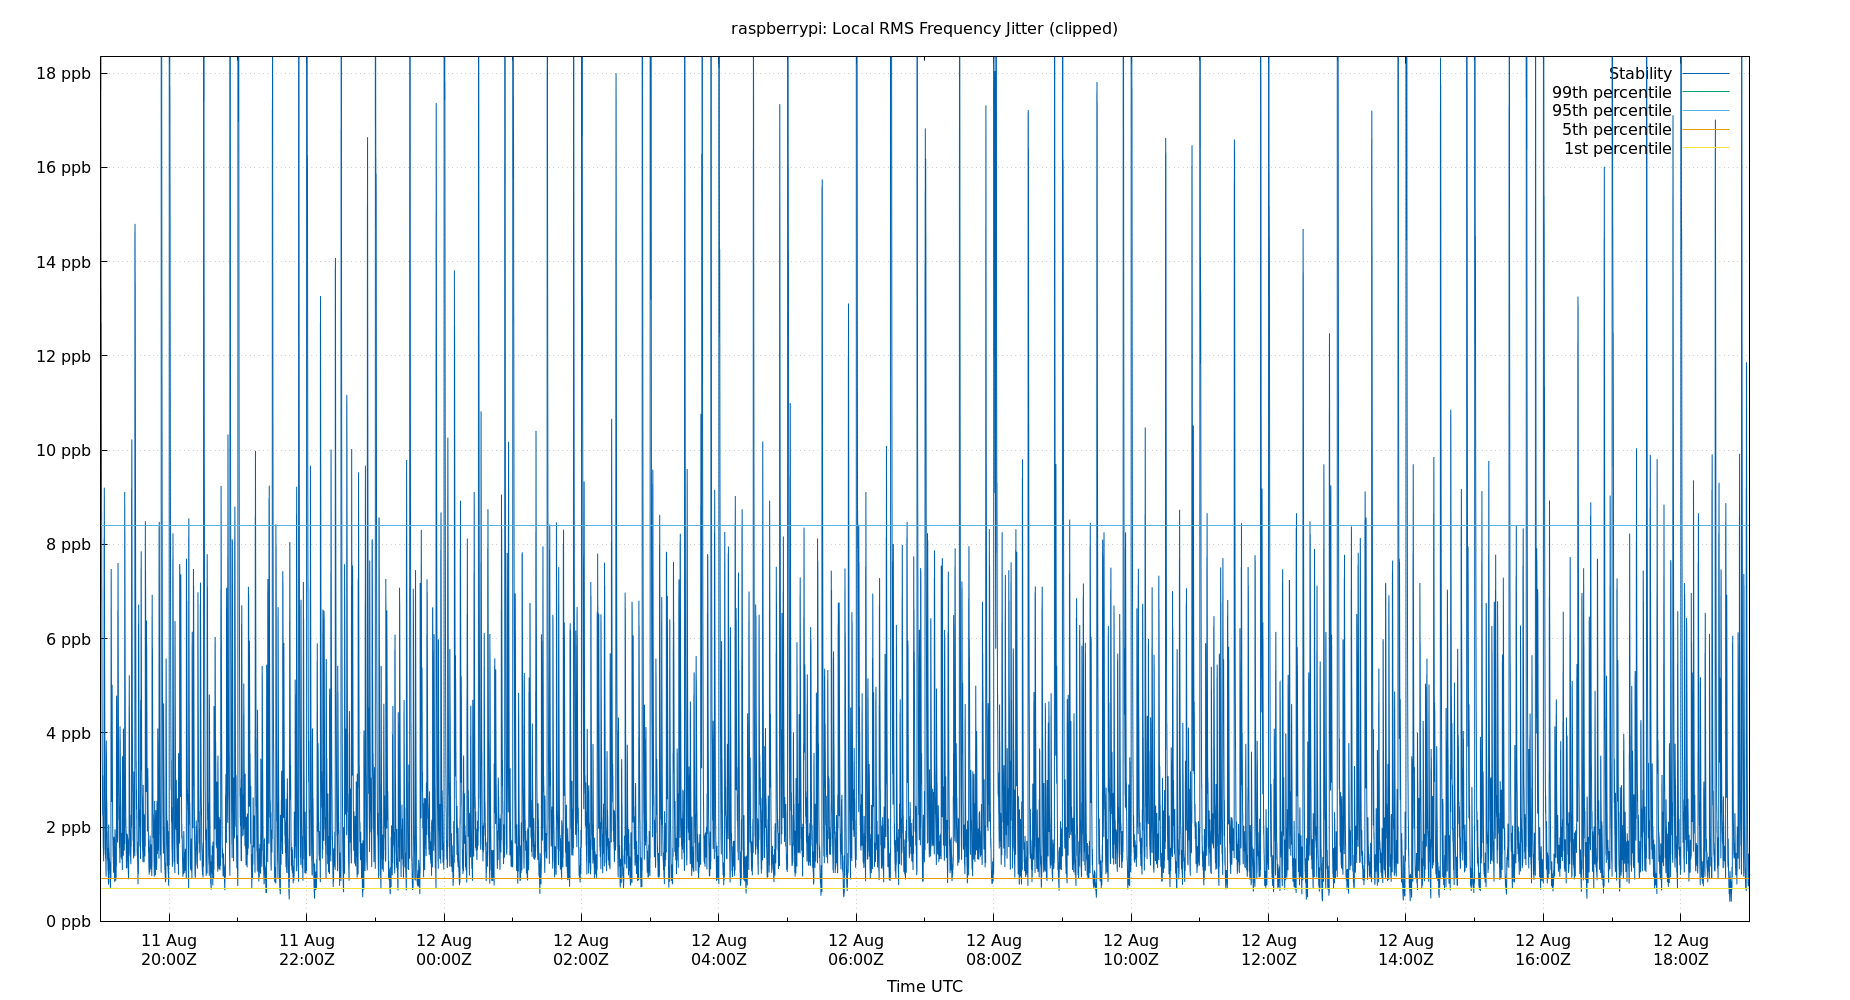 raspberrypi: Local RMS Frequency Jitter (clipped)
18 ppb
16 ppb
14 ppb
12 ppb
10 ppb
8 ppb
6 ppb
4 ppb
2 ppb
0 ppb
Stability
99th percentile
95th percentile
5th percentile
1st percentile
11 Aug
20:00Z
11 Aug
22:00Z
12 Aug
00:00Z
12 Aug
02:00Z
12 Aug
04:00Z
12 Aug
06:00Z
12 Aug
08:00Z
12 Aug
10:00Z
12 Aug
12:00Z
12 Aug
14:00Z
12 Aug
16:00Z
12 Aug
18:00Z
Time UTC